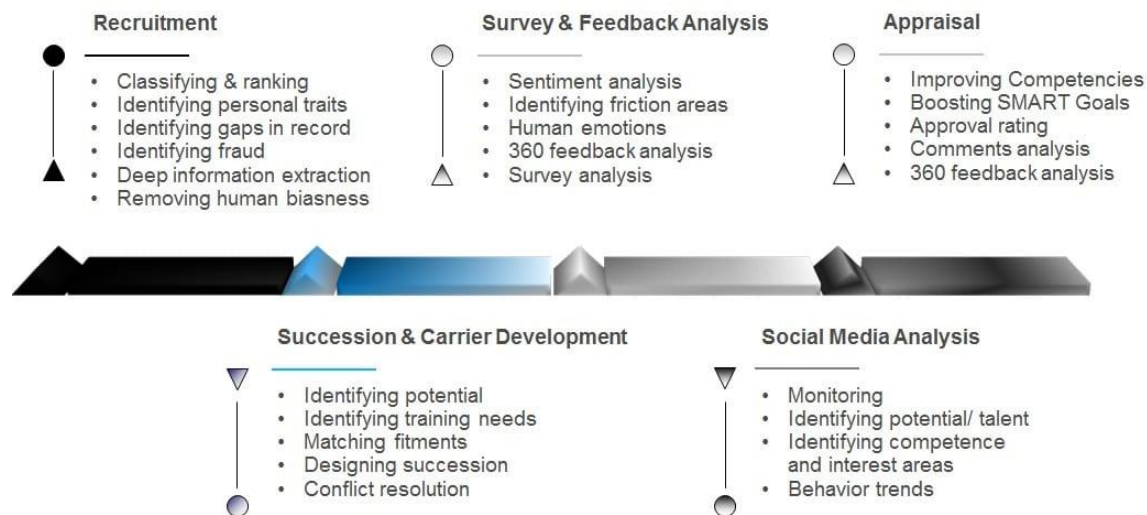 Recruitment
• Classifying & ranking
• Identifying personal traits
• Identifying gaps in record
• Identifying fraud
• Deep information extraction
• Removing human biasness
Survey & Feedback Analysis
• Sentiment analysis
• Identifying friction areas
• Human emotions
• 360 feedback analysis
• Survey analysis
Appraisal
• Improving Competencies
• Boosting SMART Goals
• Approval rating
• Comments analysis
• 360 feedback analysis
Succession & Carrier Development
• Identifying potential
• Identifying training needs
• Matching fitments
• Designing succession
• Conflict resolution
Social Media Analysis
• Monitoring
• Identifying potential/ talent
• Identifying competence
and interest areas
• Behavior trends